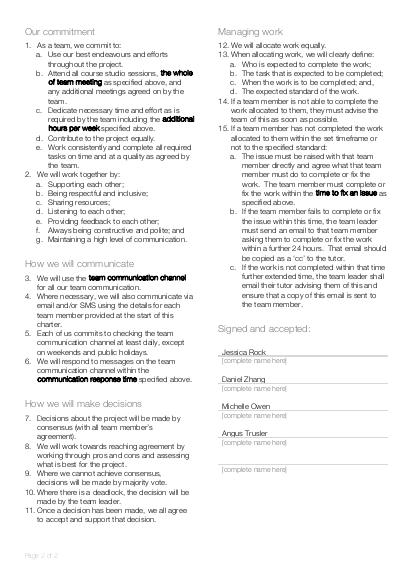 Our commitment
1. As a team, we commit to:
a. Use our best endeavours and efforts
throughout the project.
b. Attend all course studio sessions, the whole
of team meeting as specified above, and
any additional meetings agreed on by the
team.
c. Dedicate necessary time and effort as is
required by the team including the additional
hours per week specified above.
d. Contribute to the project equally.
e. Work consistently and complete all required
tasks on time and at a quality as agreed by
the team.
2. We will work together by:
a. Supporting each other;
b. Being respectful and inclusive;
c. Sharing resources;
d. Listening to each other;
e. Providing feedback to each other;
f. Always being constructive and polite; and
g. Maintaining a high level of communication.
How we will communicate
3. We will use the team communication channel
for all our team communication.
4. Where necessary, we will also communicate via
email and/or SMS using the details for each
team member provided at the start of this
charter.
5. Each of us commits to checking the team
communication channel at least daily, except
on weekends and public holidays.
6. We will respond to messages on the team
communication channel within the
communication response time specified above.
How we will make decisions
7. Decisions about the project will be made by
consensus (with all team member's
agreement).
8. We will work towards reaching agreement by
working through pros and cons and assessing
what is best for the project.
9. Where we cannot achieve consensus,
decisions will be made by majority vote.
10. Where there is a deadlock, the decision will be
made by the team leader.
11. Once a decision has been made, we all agree
to accept and support that decision.
Managing work
12. We will allocate work equally.
13. When allocating work, we will clearly define:
a. Who is expected to complete the work;
b. The task that is expected to be completed;
c. When the work is to be completed; and,
d. The expected standard of the work.
14. If a team member is not able to complete the
work allocated to them, they must advise the
team of this as soon as possible.
15. If a team member has not completed the work
allocated to them within the set timeframe or
not to the specified standard:
a. The issue must be raised with that team
member directly and agree what that team
member must do to complete or fix the
work. The team member must complete or
fix the work within the time to fix an issue as
specified above.
b. If the team member fails to complete or fix
the issue within this time, the team leader
must send an email to that team member
asking them to complete or fix the work
within a further 24 hours. That email should
be copied as a 'cc' to the tutor.
c. If the work is not completed within that time
further extended time, the team leader shall
email their tutor advising them of this and
ensure that a copy of this email is sent to
the team member.
Signed and accepted:
Jessica Rock
[complete name here]
Daniel Zhang
[complete name here]
Michelle Owen
[complete name here]
Angus Trusler
[complete name here]
[complete name here]
Page 2 of 2